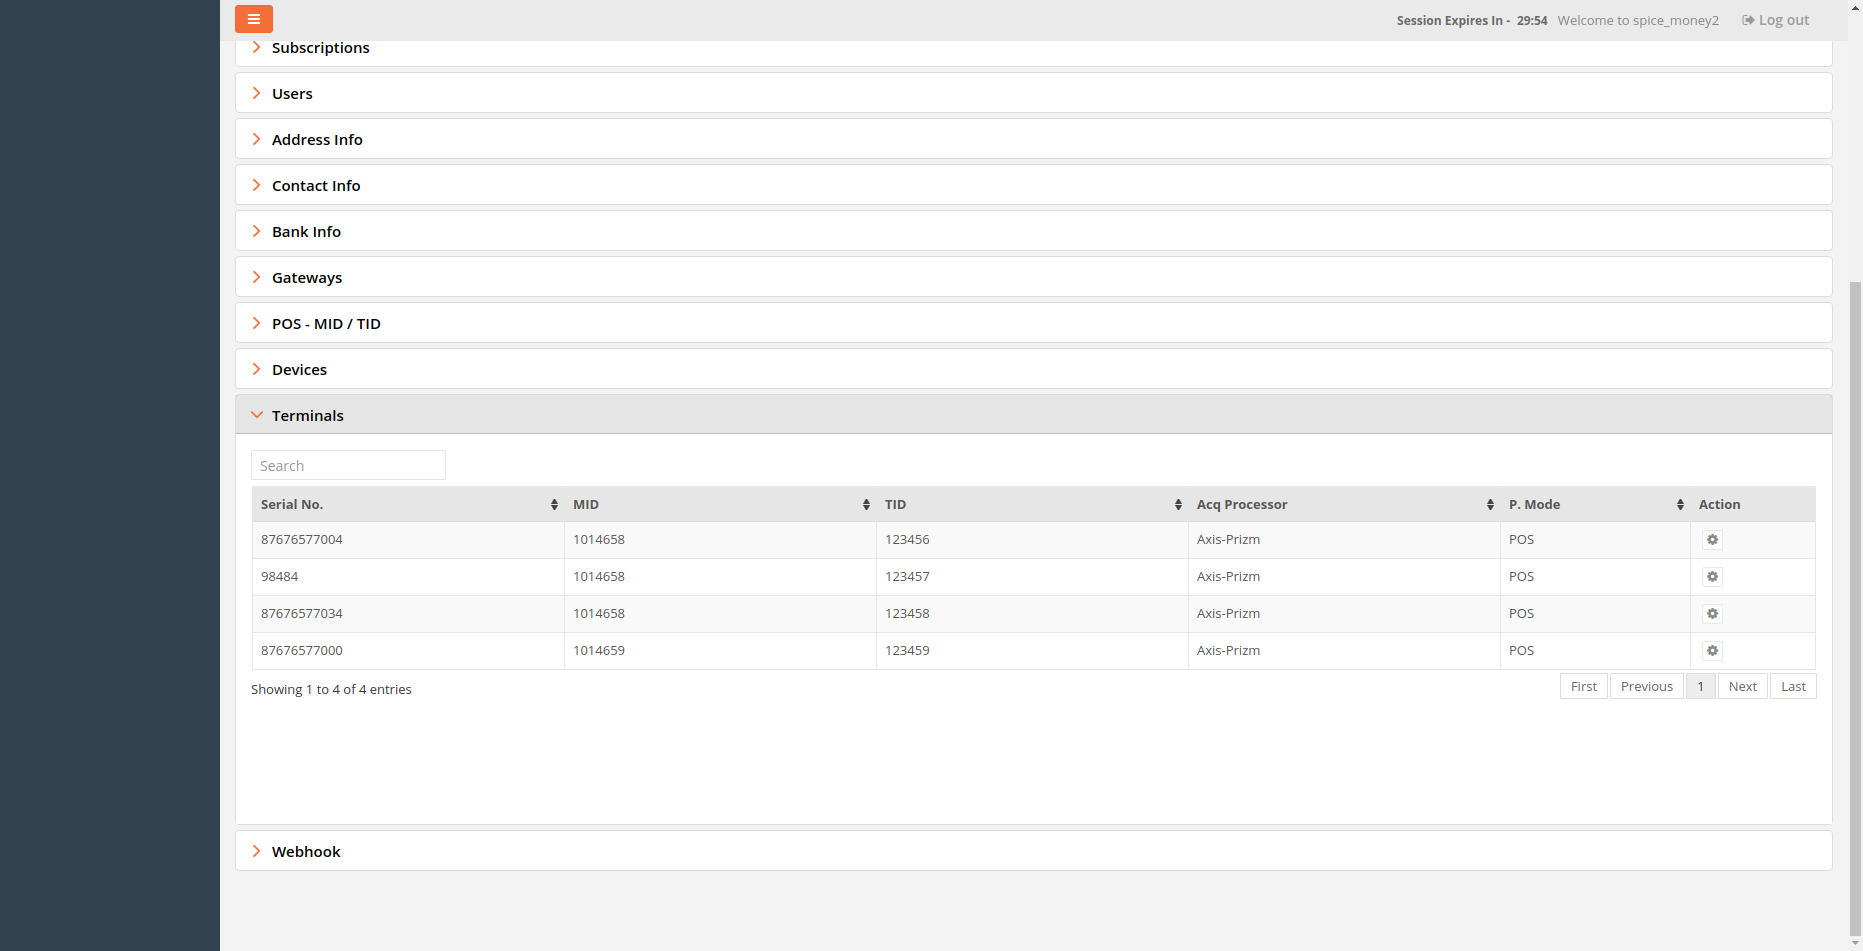 Session Expires In - 29:54 Welcome to spice_money2 Log out
Subscriptions
Users
Address Info
Contact Info
Bank Info
Gateways
POS - MID / TID
Devices
Terminals
Search
Serial No. MID TID Acq Processor P. Mode Action
87676577004 1014658 123456 Axis-Prizm POS
98484 1014658 123457 Axis-Prizm POS
87676577034 1014658 123458 Axis-Prizm POS
87676577000 1014659 123459 Axis-Prizm POS
Showing 1 to 4 of 4 entries First Previous 1 Next Last
Webhook